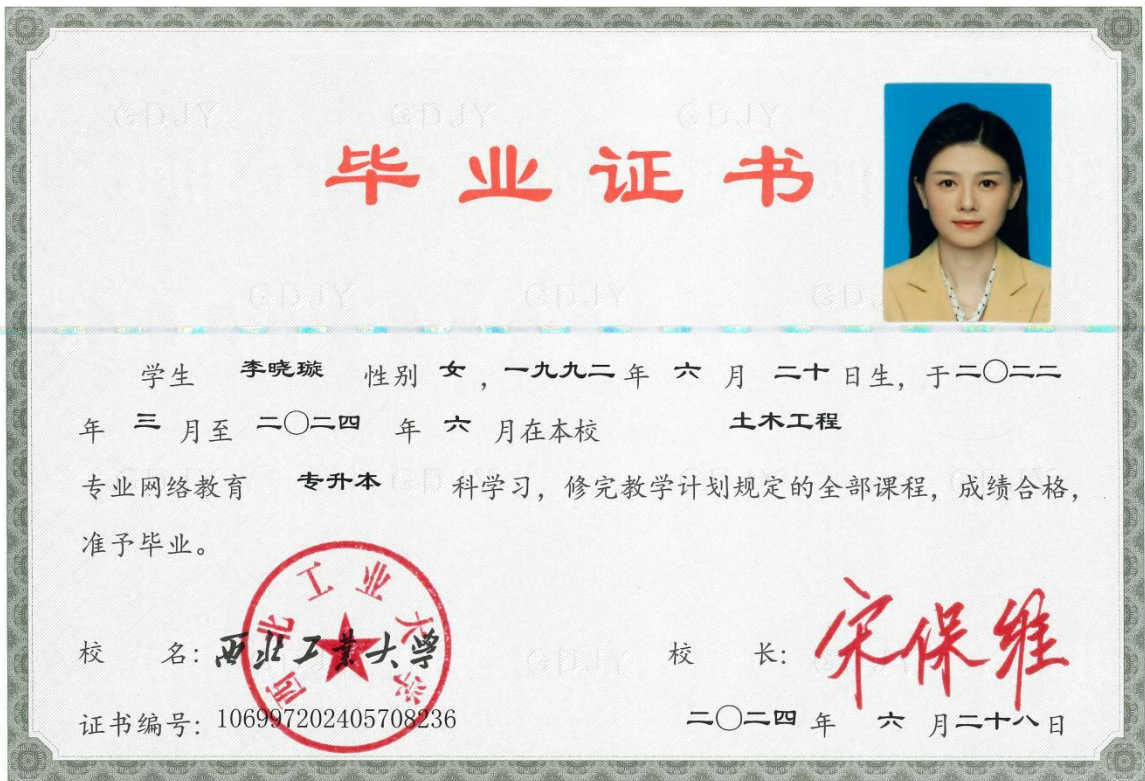 GDJY GDJY GDJY
毕业证书
GDJY GDJY GDJY
学生 李晓璇 性别 女，一九九二 年 六 月 二十 日生，于二〇二二
年 三 月至 二〇二四 年 六 月在本校 土木工程
专业网络教育 专升本 科学习，修完教学计划规定的全部课程，成绩合格，
准予毕业。
西北工业大学
校 名：西北工业大学 校 长：宋保维
GDJY
证书编号：106997202405708236 二〇二四 年 六 月二十八日